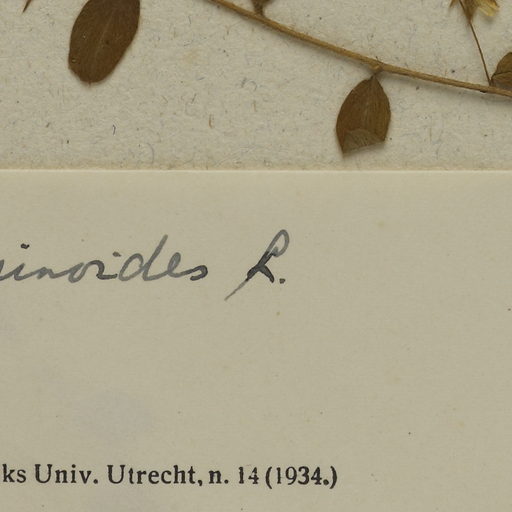 inoides L.
ks Univ. Utrecht, n. 14 (1934.)